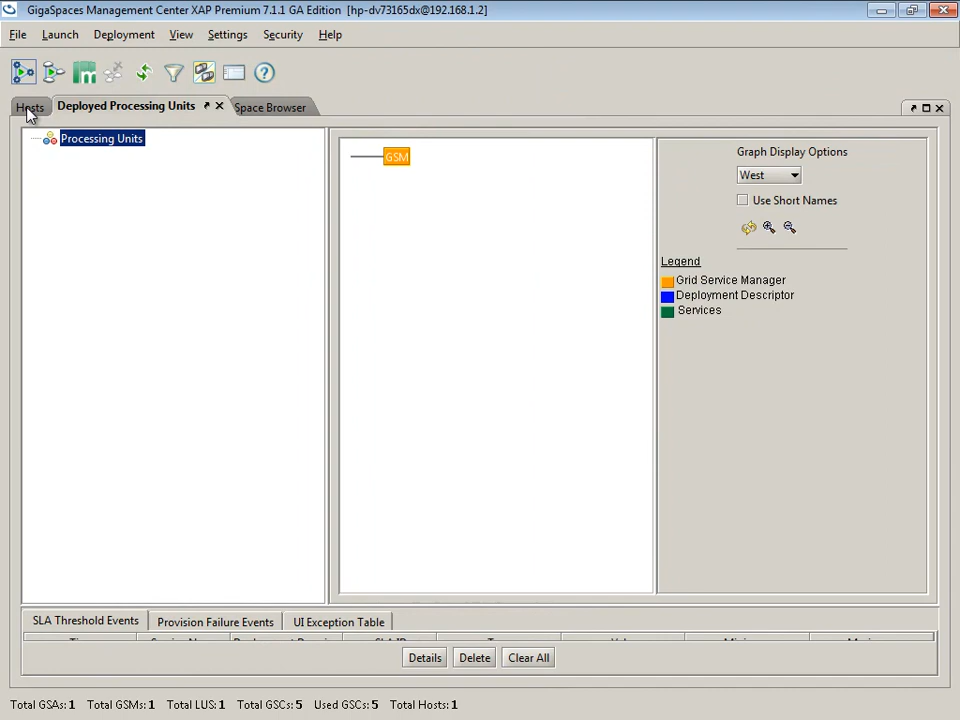 GigaSpaces Management Center XAP Premium 7.1.1 GA Edition [hp-dv73165dx@192.168.1.2]
File Launch Deployment View Settings Security Help
Hosts Deployed Processing Units Space Browser
Processing Units
GSM
Graph Display Options
West
Use Short Names
Legend
Grid Service Manager
Deployment Descriptor
Services
SLA Threshold Events Provision Failure Events UI Exception Table
Details Delete Clear All
Total GSAs: 1 Total GSMs: 1 Total LUS: 1 Total GSCs: 5 Used GSCs: 5 Total Hosts: 1